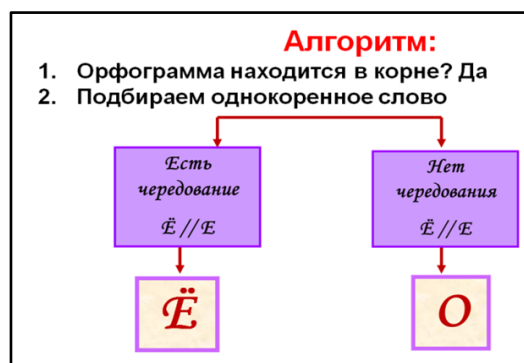 Алгоритм:
1. Орфограмма находится в корне? Да
2. Подбираем однокоренное слово
Есть
чередование
Ё // Е
Нет
чередования
Ё // Е
Ё
О